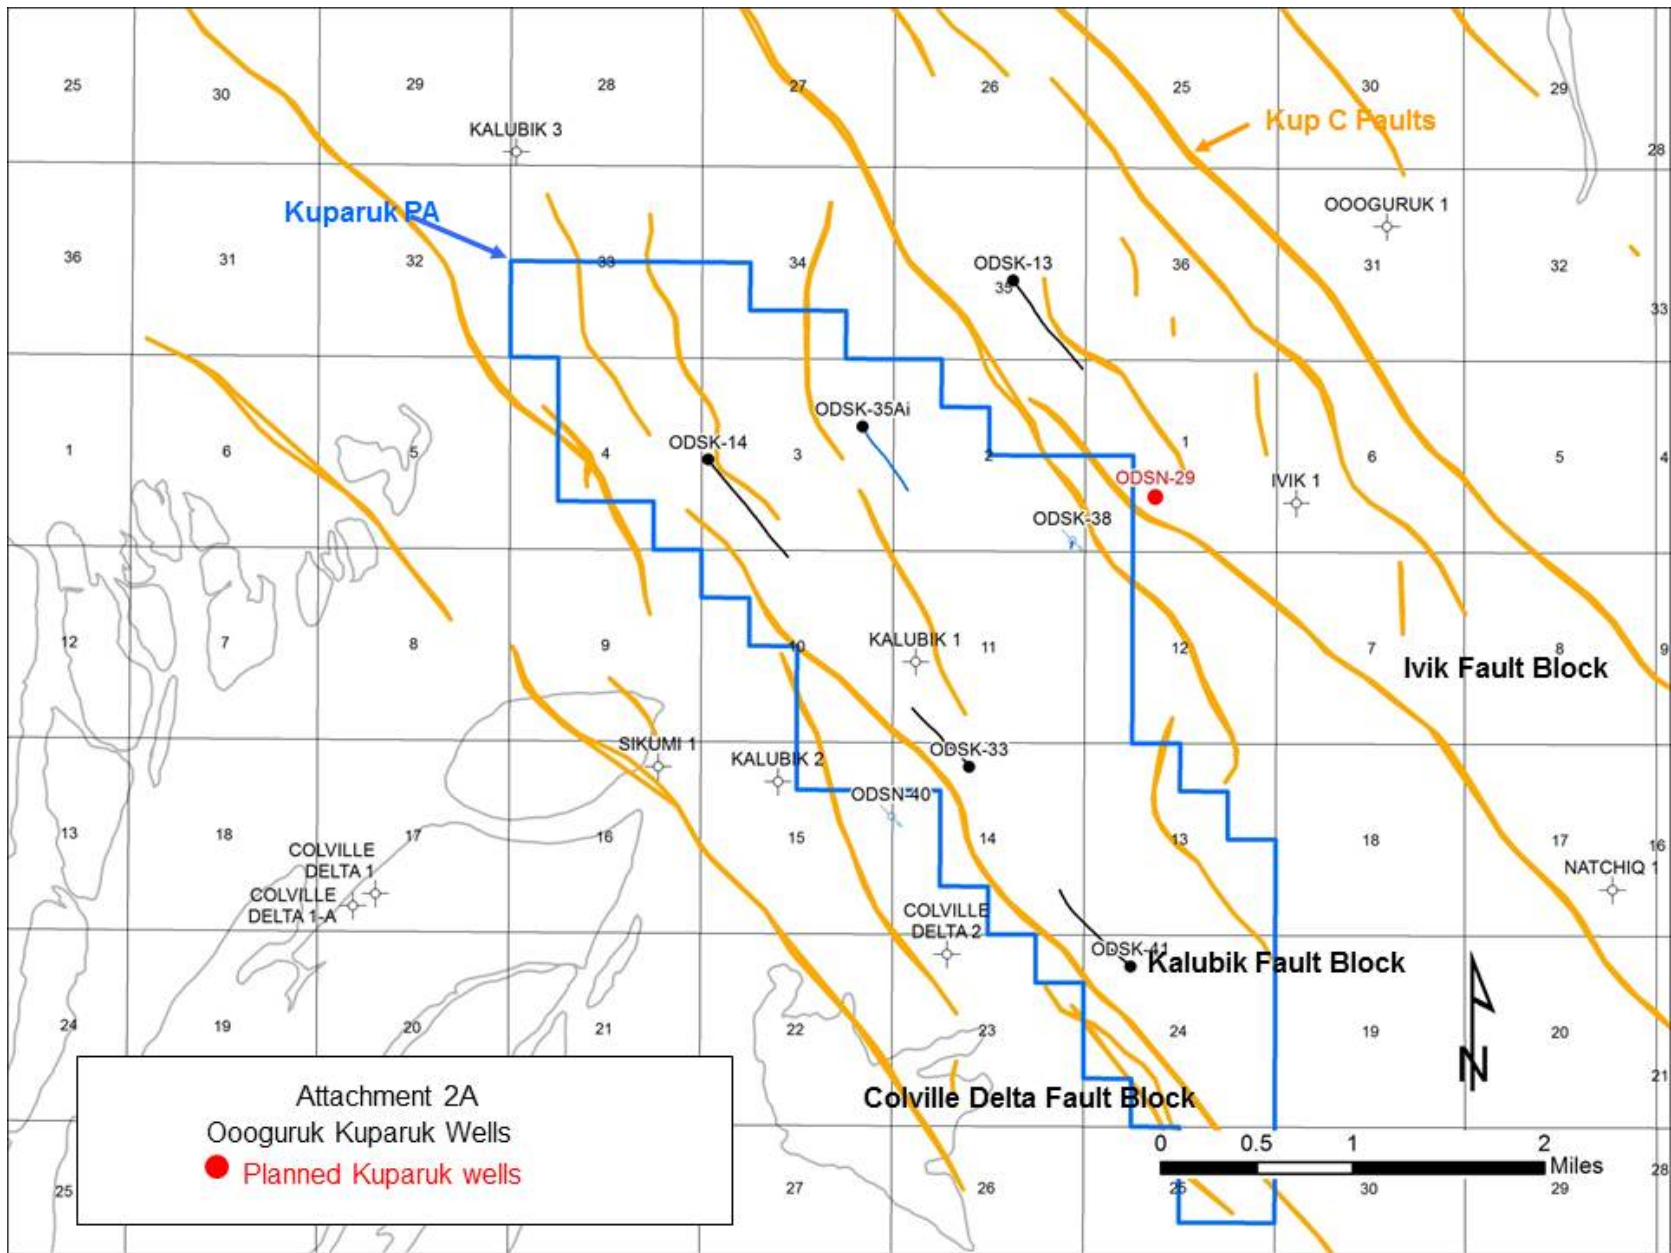 25
30
29
28
27
26
25
30
29
KALUBIK 3
Kup C Faults
28
Kuparuk PA
OOOGURUK 1
36
31
32
33
34
ODSK-13
35
36
31
32
33
ODSK-35Ai
ODSK-14
1
6
5
4
3
2
1
6
5
4
ODSN-29
IVIK 1
ODSK-38
12
7
8
9
10
KALUBIK 1
11
12
7
8
9
Ivik Fault Block
SIKUMI 1
KALUBIK 2
ODSK-33
ODSN-40
13
18
17
16
15
14
13
18
17
16
COLVILLE
DELTA 1
COLVILLE
DELTA 1-A
NATCHIQ 1
COLVILLE
DELTA 2
ODSK-41
Kalubik Fault Block
24
19
20
21
22
23
24
19
20
N
21
Colville Delta Fault Block
Attachment 2A
Oooguruk Kuparuk Wells
Planned Kuparuk wells
0 0.5 1 2
Miles
25
27
26
25
30
29
28